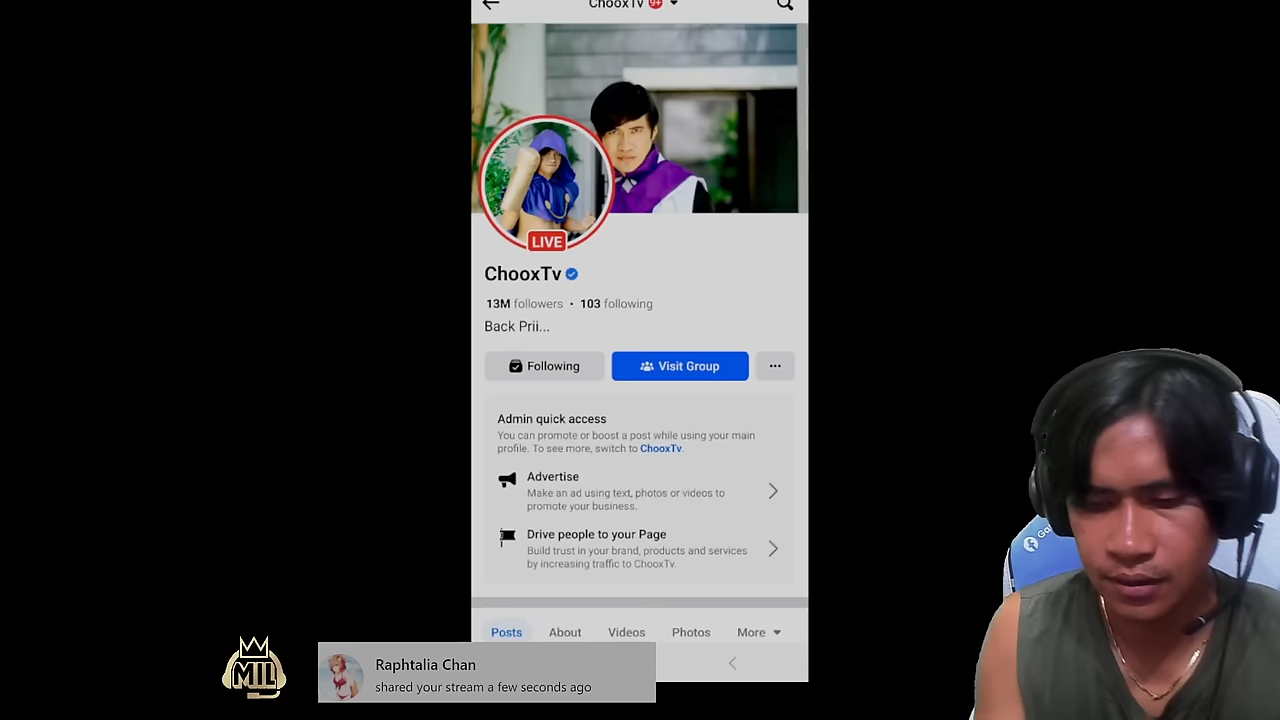 ChooxTv 9+
LIVE
ChooxTv
13M followers • 103 following
Back Prii...
Following
Visit Group
Admin quick access
You can promote or boost a post while using your main
profile. To see more, switch to ChooxTv.
Advertise
Make an ad using text, photos or videos to
promote your business.
Drive people to your Page
Build trust in your brand, products and services
by increasing traffic to ChooxTv.
Posts About Videos Photos More
MIL
Raphtalia Chan
shared your stream a few seconds ago